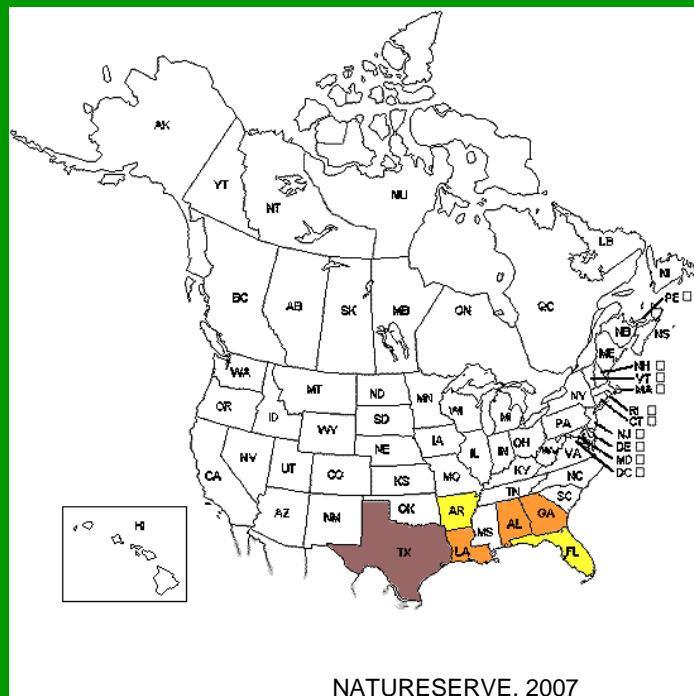 AK
YT
NT
NU
BC
AB
SK
MB
ON
QC
LB
NI
PE
NB
NS
ME
NH
VT
MA
RI
CT
NJ
DE
MD
DC
WA
MT
ND
MN
OR
ID
WY
SD
WI
MI
NY
NE
IA
PA
NV
UT
CO
KS
MO
IL
IN
OH
WV
VA
KY
CA
AZ
NM
OK
AR
TN
NC
SC
TX
LA
MS
AL
GA
FL
HI
NATURESERVE, 2007